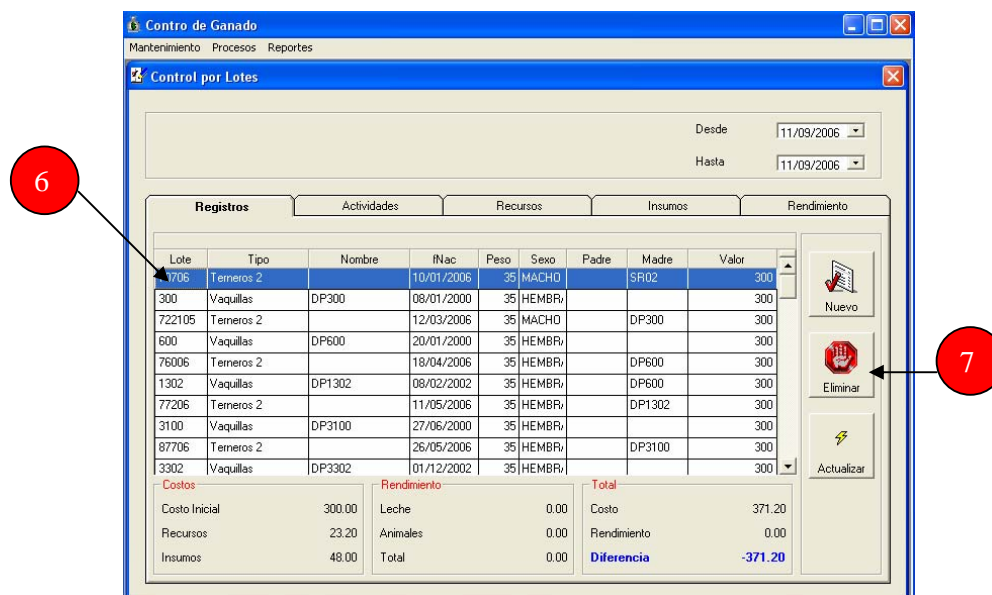 Contro de Ganado
Mantenimiento Procesos Reportes
Control por Lotes
Desde 11/09/2006
Hasta 11/09/2006
6
Registros Actividades Recursos Insumos Rendimiento
Lote Tipo Nombre fNac Peso Sexo Padre Madre Valor
Terneros 2 10/01/2006 35 MACHO SR02 300
300 Vaquillas DP300 08/01/2000 35 HEMBR 300
722105 Terneros 2 12/03/2006 35 MACHO DP300 300
600 Vaquillas DP600 20/01/2000 35 HEMBR 300
76006 Terneros 2 18/04/2006 35 HEMBR DP600 300
1302 Vaquillas DP1302 08/02/2002 35 HEMBR DP600 300
77206 Terneros 2 11/05/2006 35 HEMBR DP1302 300
3100 Vaquillas DP3100 27/06/2000 35 HEMBR 300
87706 Terneros 2 26/05/2006 35 HEMBR DP3100 300
3302 Vaquillas DP3302 01/12/2002 35 HEMBR 300
Nuevo
Eliminar
7
Actualizar
Costos Rendimiento Total
Costo Inicial 300.00 Leche 0.00 Costo 371.20
Recursos 23.20 Animales 0.00 Rendimiento 0.00
Insumos 48.00 Total 0.00 Diferencia -371.20